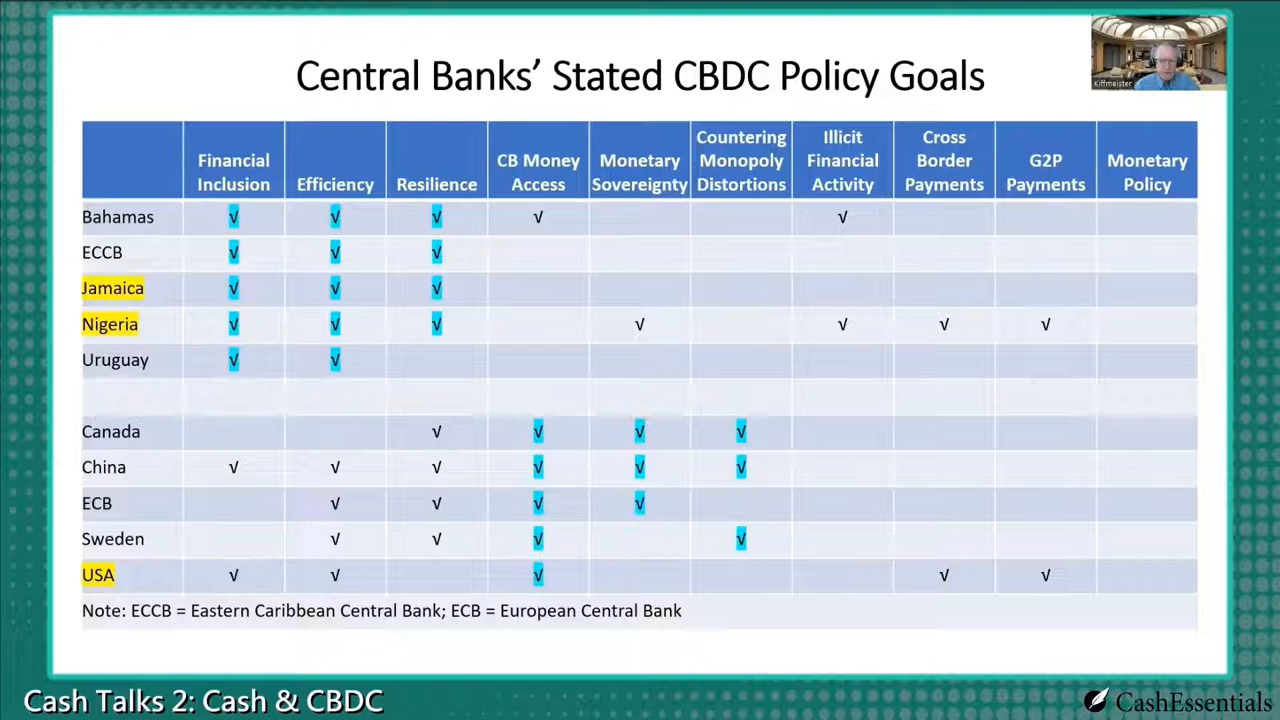 Central Banks’ Stated CBDC Policy Goals
Kiffmeister
Financial Inclusion
Efficiency
Resilience
CB Money Access
Monetary Sovereignty
Countering Monopoly Distortions
Illicit Financial Activity
Cross Border Payments
G2P Payments
Monetary Policy
Bahamas √ √ √ √ √
ECCB √ √ √
Jamaica √ √ √
Nigeria √ √ √ √ √ √ √
Uruguay √ √
Canada √ √ √ √
China √ √ √ √ √ √
ECB √ √ √ √
Sweden √ √ √ √
USA √ √ √ √ √
Note: ECCB = Eastern Caribbean Central Bank; ECB = European Central Bank
Cash Talks 2: Cash & CBDC
CashEssentials